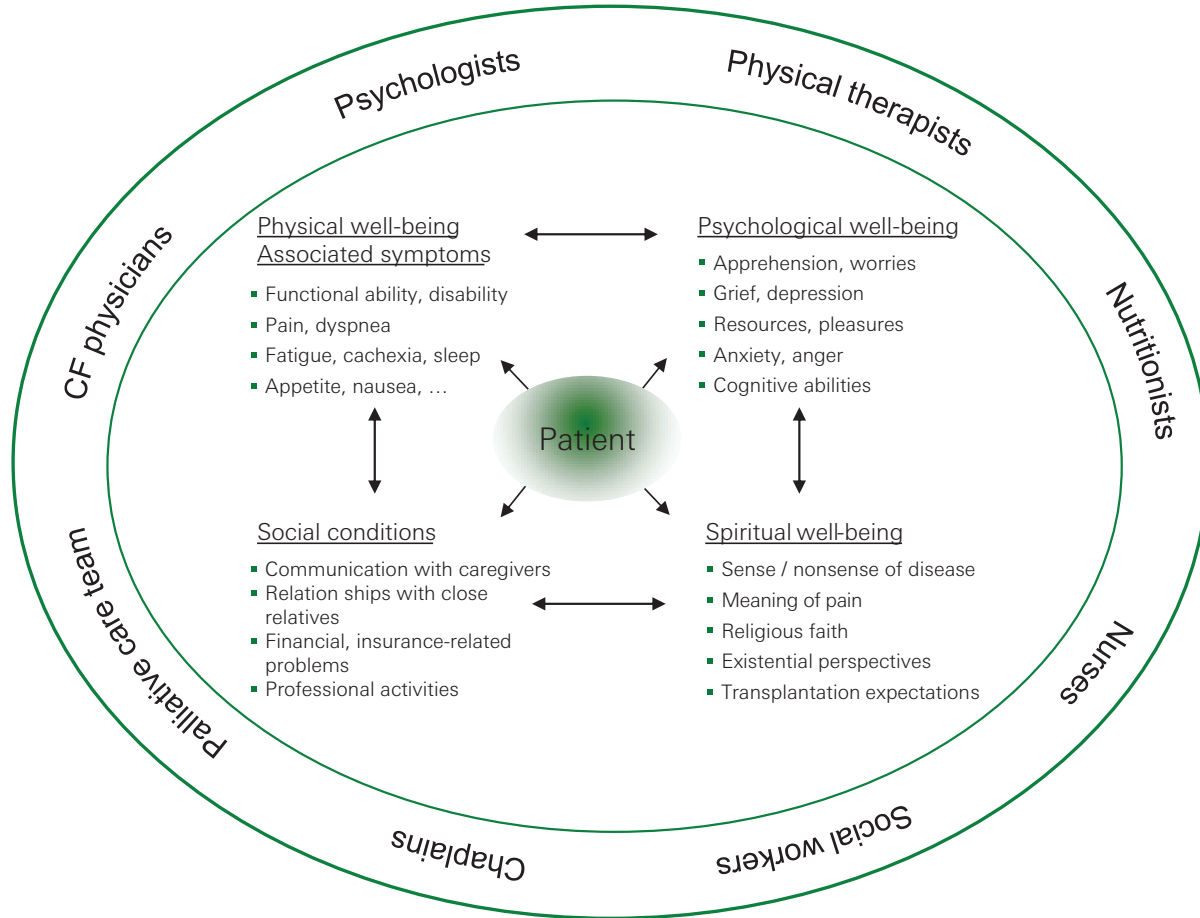 Psychologists
Physical therapists
CF physicians
Nutritionists
Physical well-being
Associated symptoms
▪ Functional ability, disability
▪ Pain, dyspnea
▪ Fatigue, cachexia, sleep
▪ Appetite, nausea, …
Psychological well-being
▪ Apprehension, worries
▪ Grief, depression
▪ Resources, pleasures
▪ Anxiety, anger
▪ Cognitive abilities
Patient
Social conditions
▪ Communication with caregivers
▪ Relation ships with close
relatives
▪ Financial, insurance-related
problems
▪ Professional activities
Spiritual well-being
▪ Sense / nonsense of disease
▪ Meaning of pain
▪ Religious faith
▪ Existential perspectives
▪ Transplantation expectations
Palliative care team
Nurses
Chaplains
Social workers